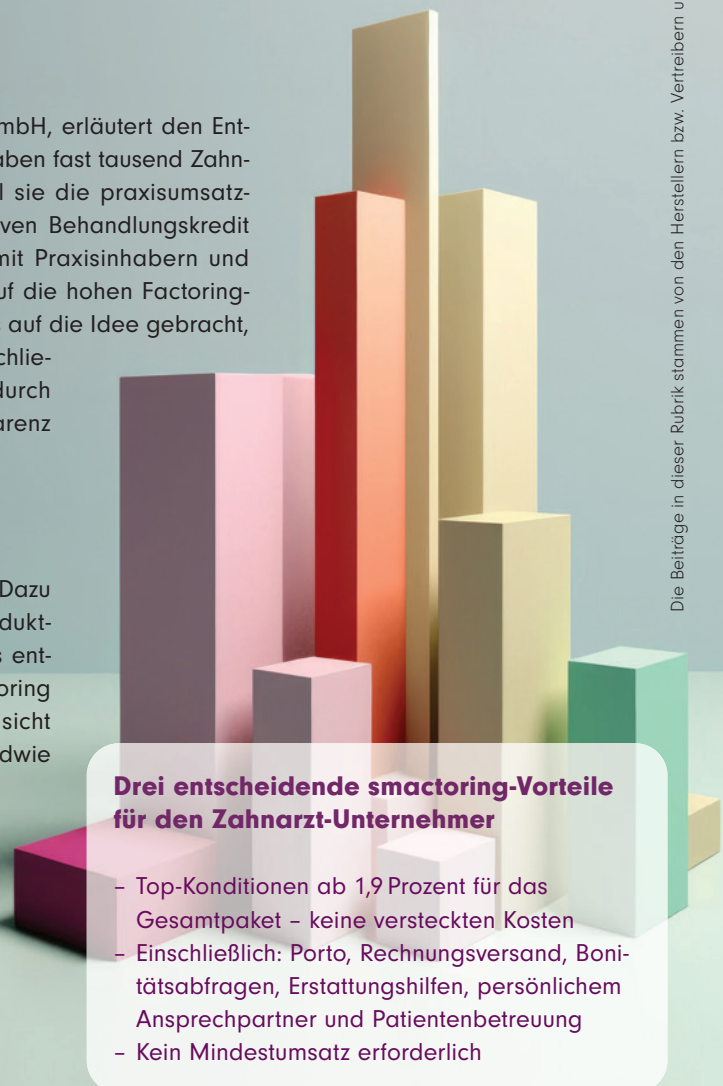 mbH, erläutert den Ent-
aben fast tausend Zahn-
l sie die praxisumsatz-
ven Behandlungskredit
mit Praxisinhabern und
uf die hohen Factoring-
auf die Idee gebracht,
chlie-
durch
arenz
Dazu
dukt-
s ent-
oring
sicht
dwie
Die Beiträge in dieser Rubrik stammen von den Herstellern bzw. Vertreibern u
Drei entscheidende smactoring-Vorteile
für den Zahnarzt-Unternehmer
– Top-Konditionen ab 1,9 Prozent für das
Gesamtpaket – keine versteckten Kosten
– Einschließlich: Porto, Rechnungsversand, Boni-
tätsabfragen, Erstattungshilfen, persönlichem
Ansprechpartner und Patientenbetreuung
– Kein Mindestumsatz erforderlich